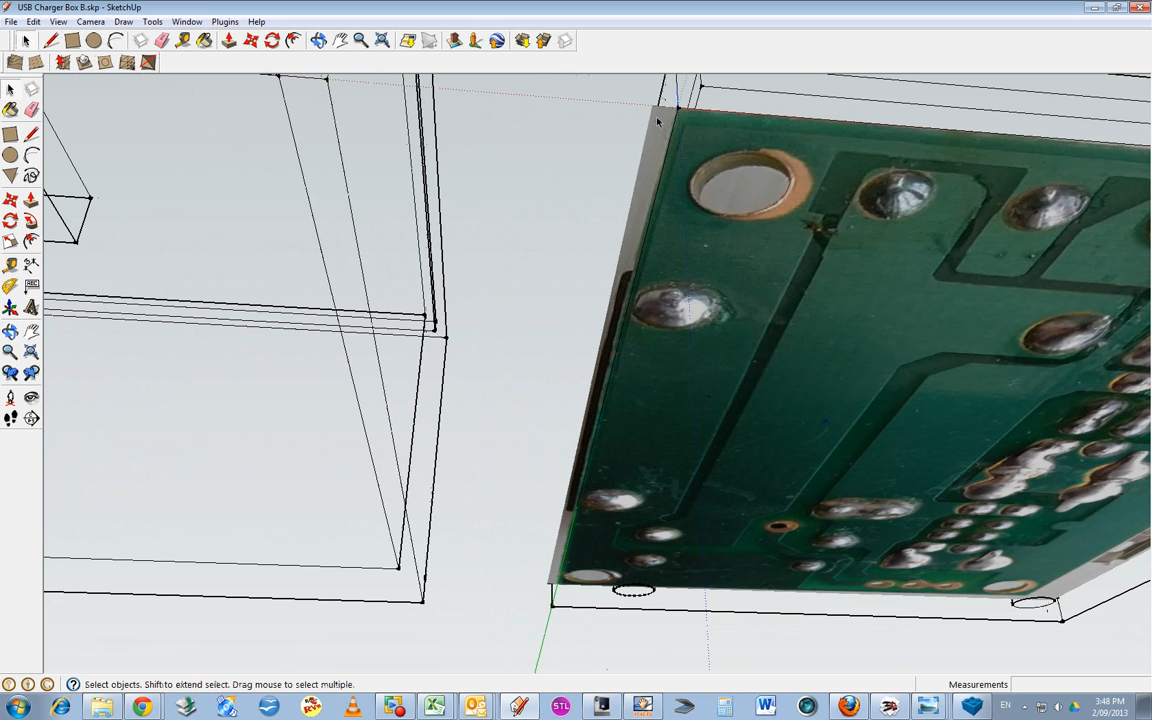 USB Charger Box B.skp - SketchUp
File Edit View Camera Draw Tools Window Plugins Help
Select objects. Shift to extend select. Drag mouse to select multiple.
Measurements
STL
EN
3:48 PM
2/09/2013